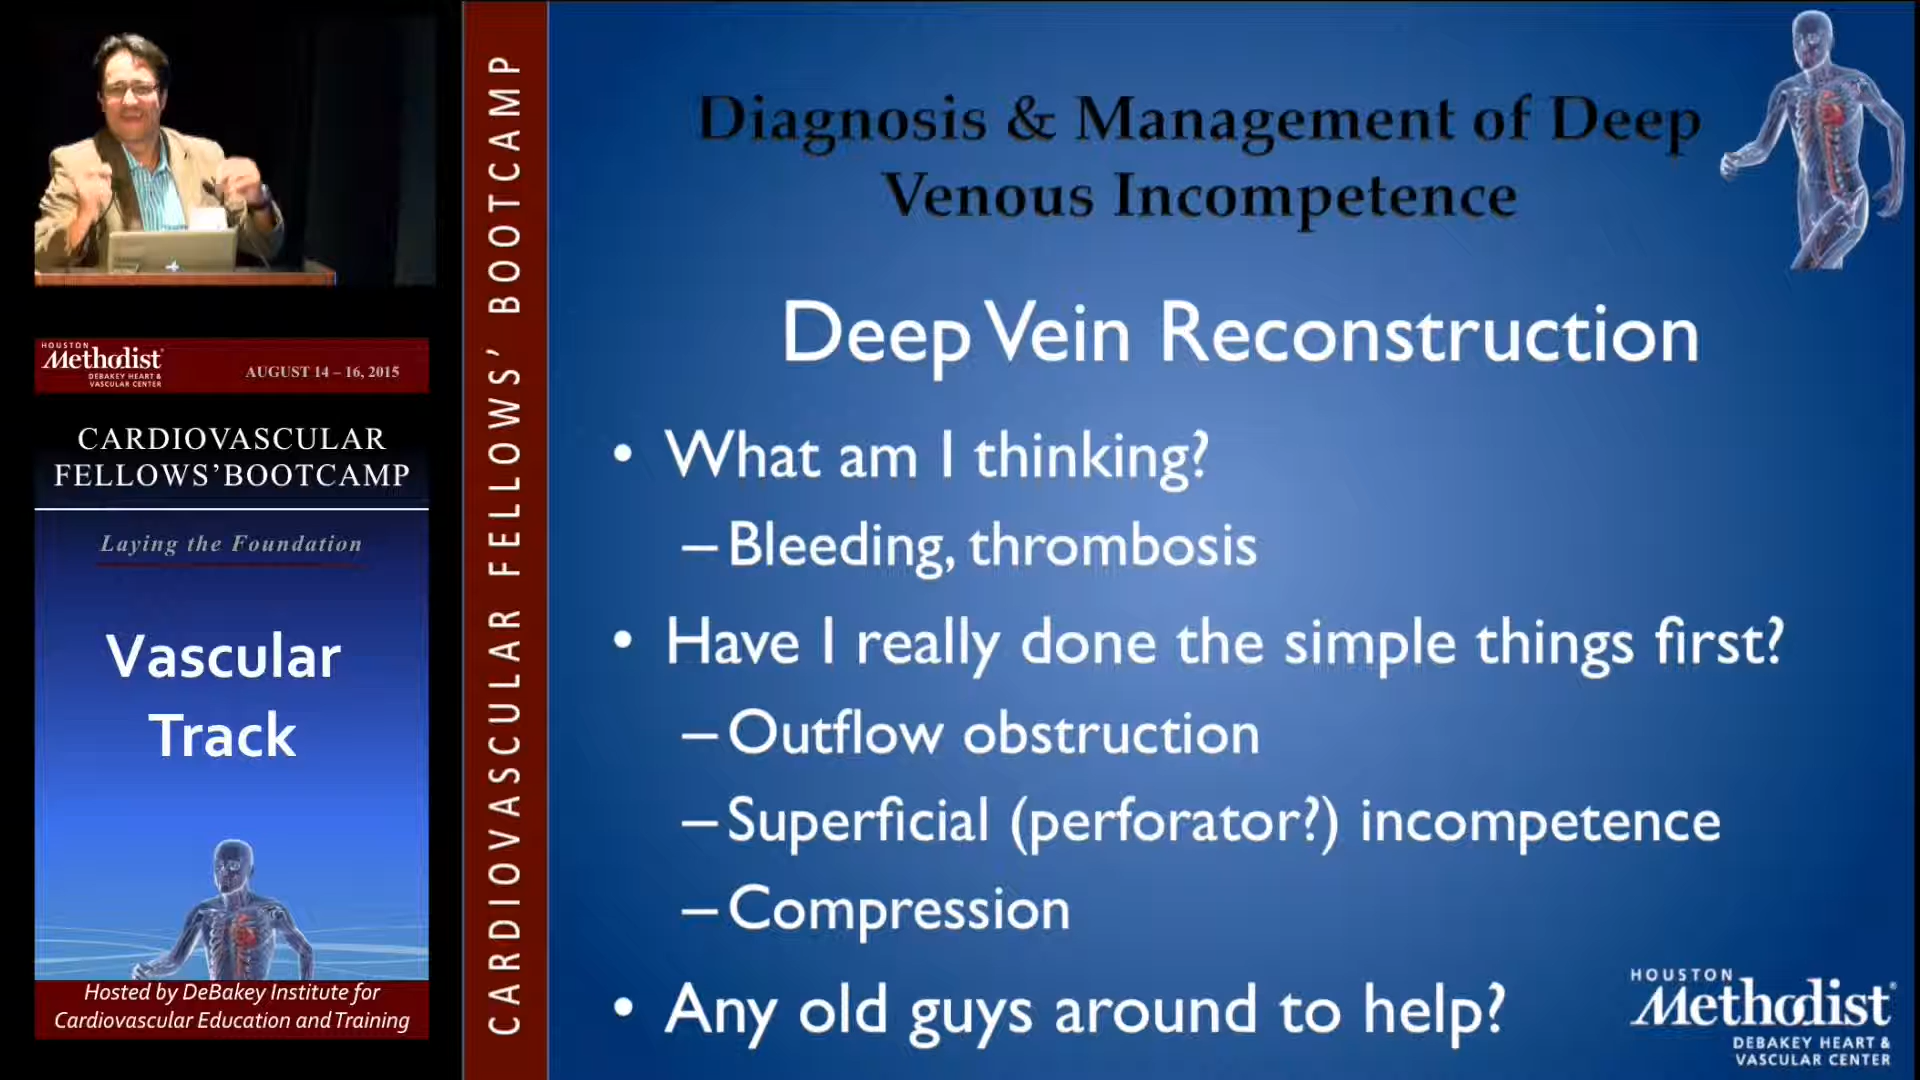 HOUSTON
Methodist
DEBAKEY HEART &
VASCULAR CENTER
AUGUST 14 – 16, 2015
CARDIOVASCULAR
FELLOWS' BOOTCAMP
Laying the Foundation
Vascular
Track
Hosted by DeBakey Institute for
Cardiovascular Education and Training
CARDIOVASCULAR FELLOWS' BOOTCAMP
Diagnosis & Management of Deep
Venous Incompetence
Deep Vein Reconstruction
• What am I thinking?
– Bleeding, thrombosis
• Have I really done the simple things first?
– Outflow obstruction
– Superficial (perforator?) incompetence
– Compression
• Any old guys around to help?
HOUSTON
Methodist
DEBAKEY HEART &
VASCULAR CENTER